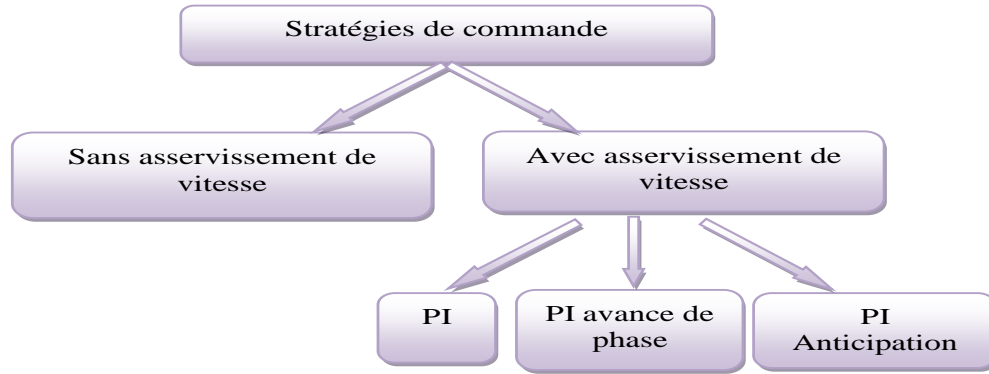 Stratégies de commande
Sans asservissement de
vitesse
Avec asservissement de
vitesse
PI
PI avance de
phase
PI
Anticipation